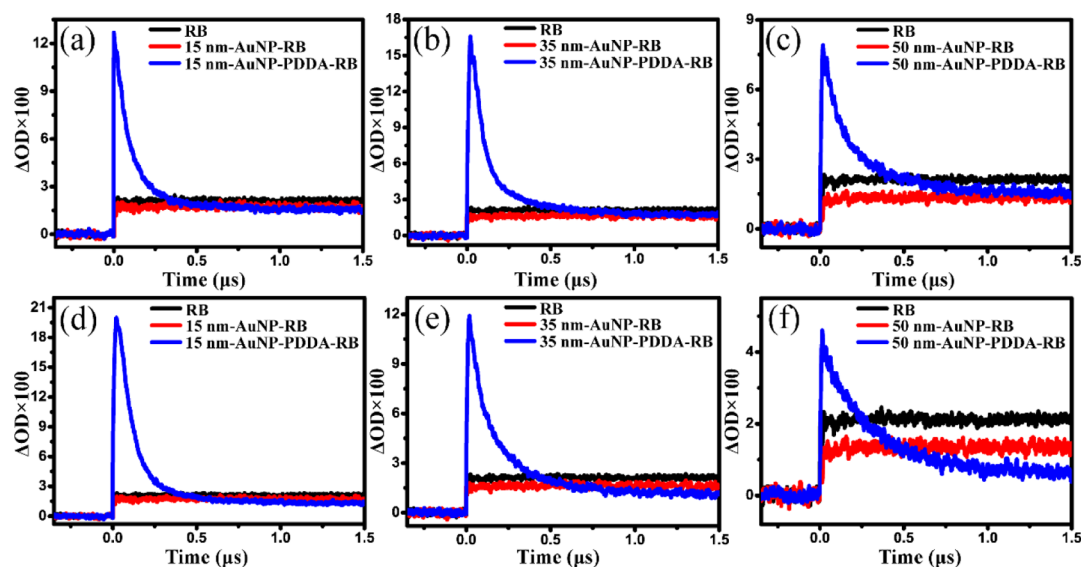 (a)
RB
15 nm-AuNP-RB
15 nm-AuNP-PDDA-RB
ΔOD×100
12
9
6
3
0
0.0 0.5 1.0 1.5
Time (μs)
(b)
RB
35 nm-AuNP-RB
35 nm-AuNP-PDDA-RB
ΔOD×100
18
15
12
9
6
3
0
0.0 0.5 1.0 1.5
Time (μs)
(c)
RB
50 nm-AuNP-RB
50 nm-AuNP-PDDA-RB
ΔOD×100
9
6
3
0
0.0 0.5 1.0 1.5
Time (μs)
(d)
RB
15 nm-AuNP-RB
15 nm-AuNP-PDDA-RB
ΔOD×100
21
18
15
12
9
6
3
0
0.0 0.5 1.0 1.5
Time (μs)
(e)
RB
35 nm-AuNP-RB
35 nm-AuNP-PDDA-RB
ΔOD×100
12
9
6
3
0
0.0 0.5 1.0 1.5
Time (μs)
(f)
RB
50 nm-AuNP-RB
50 nm-AuNP-PDDA-RB
ΔOD×100
4
2
0
0.0 0.5 1.0 1.5
Time (μs)